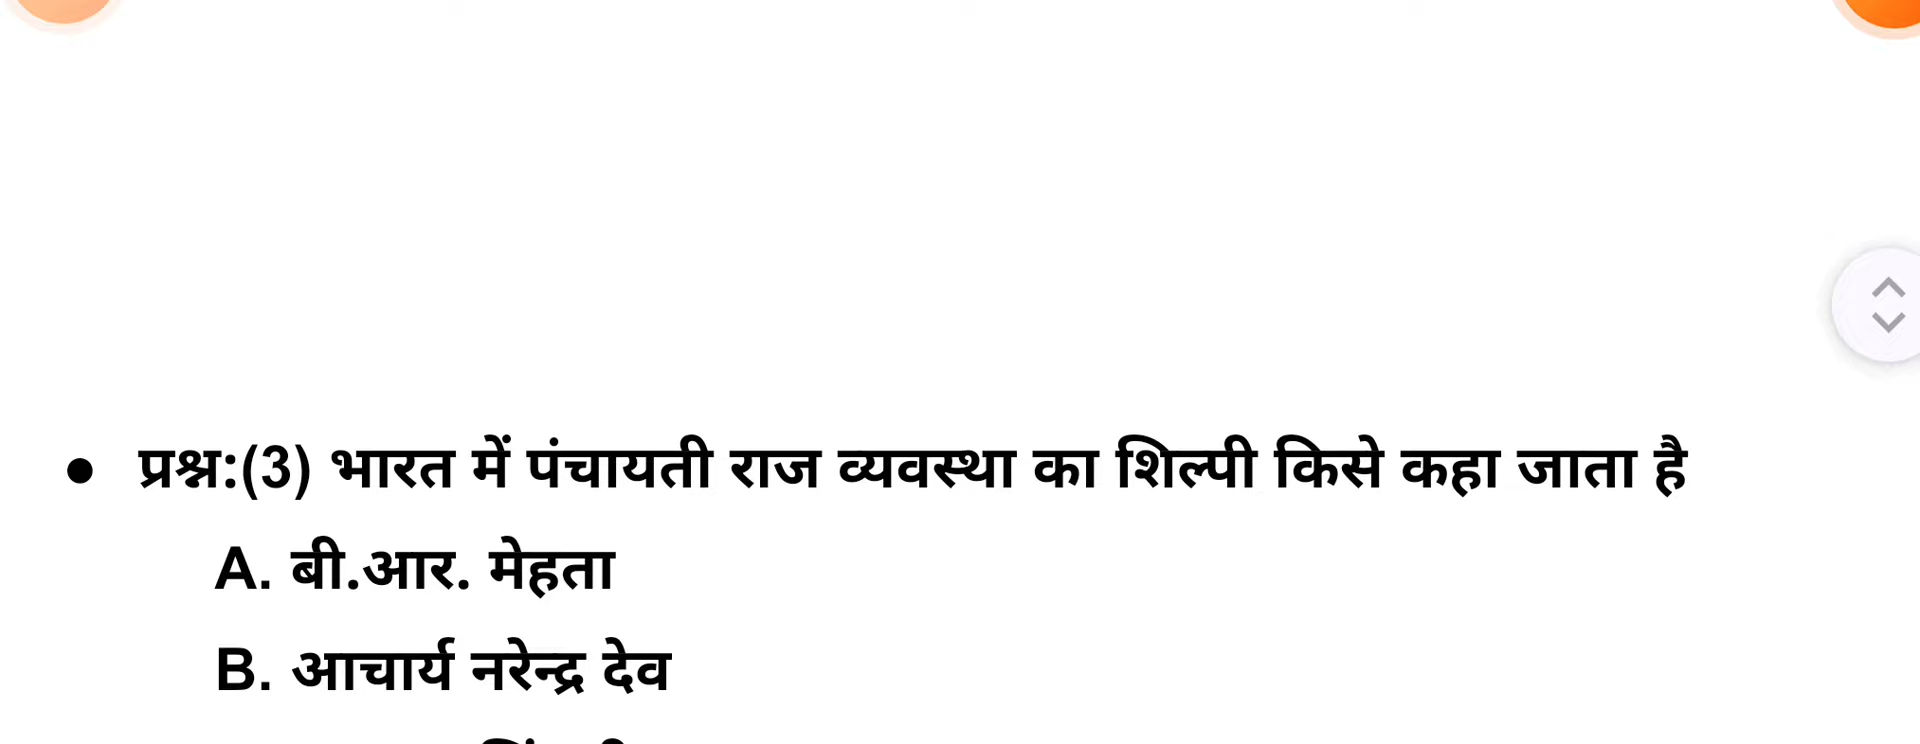 ● प्रश्न:(3) भारत में पंचायती राज व्यवस्था का शिल्पी किसे कहा जाता है
A. बी.आर. मेहता
B. आचार्य नरेन्द्र देव